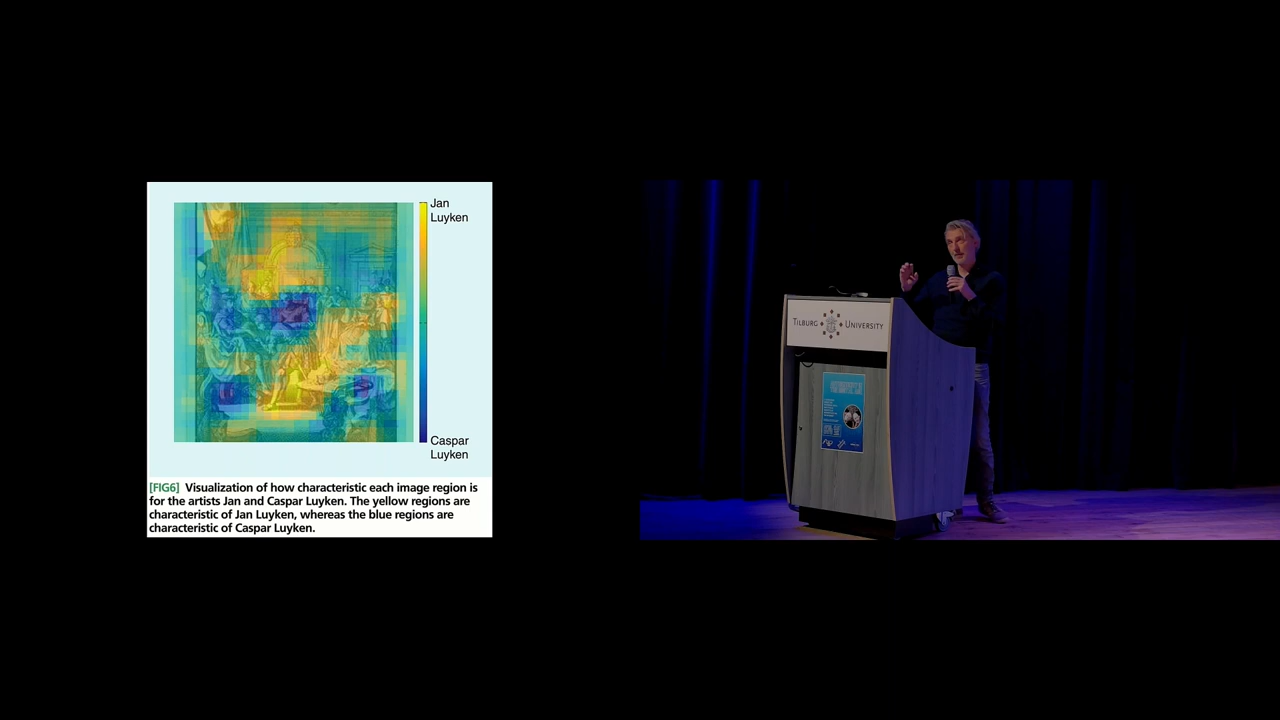 Jan
Luyken
Caspar
Luyken
[FIG6] Visualization of how characteristic each image region is
for the artists Jan and Caspar Luyken. The yellow regions are
characteristic of Jan Luyken, whereas the blue regions are
characteristic of Caspar Luyken.
TILBURG UNIVERSITY